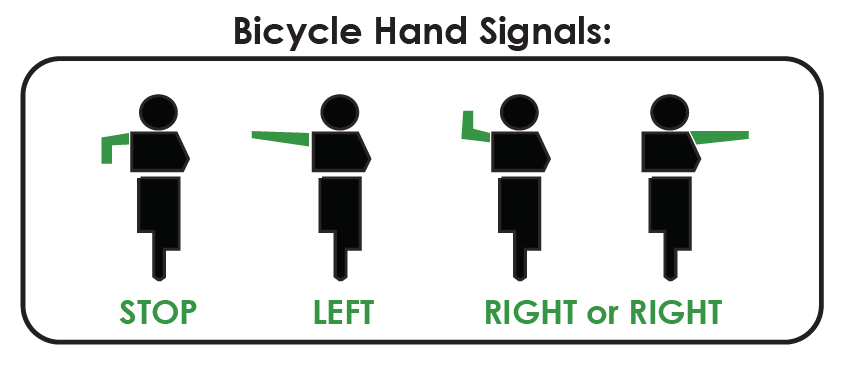 Bicycle Hand Signals:
STOP LEFT RIGHT or RIGHT